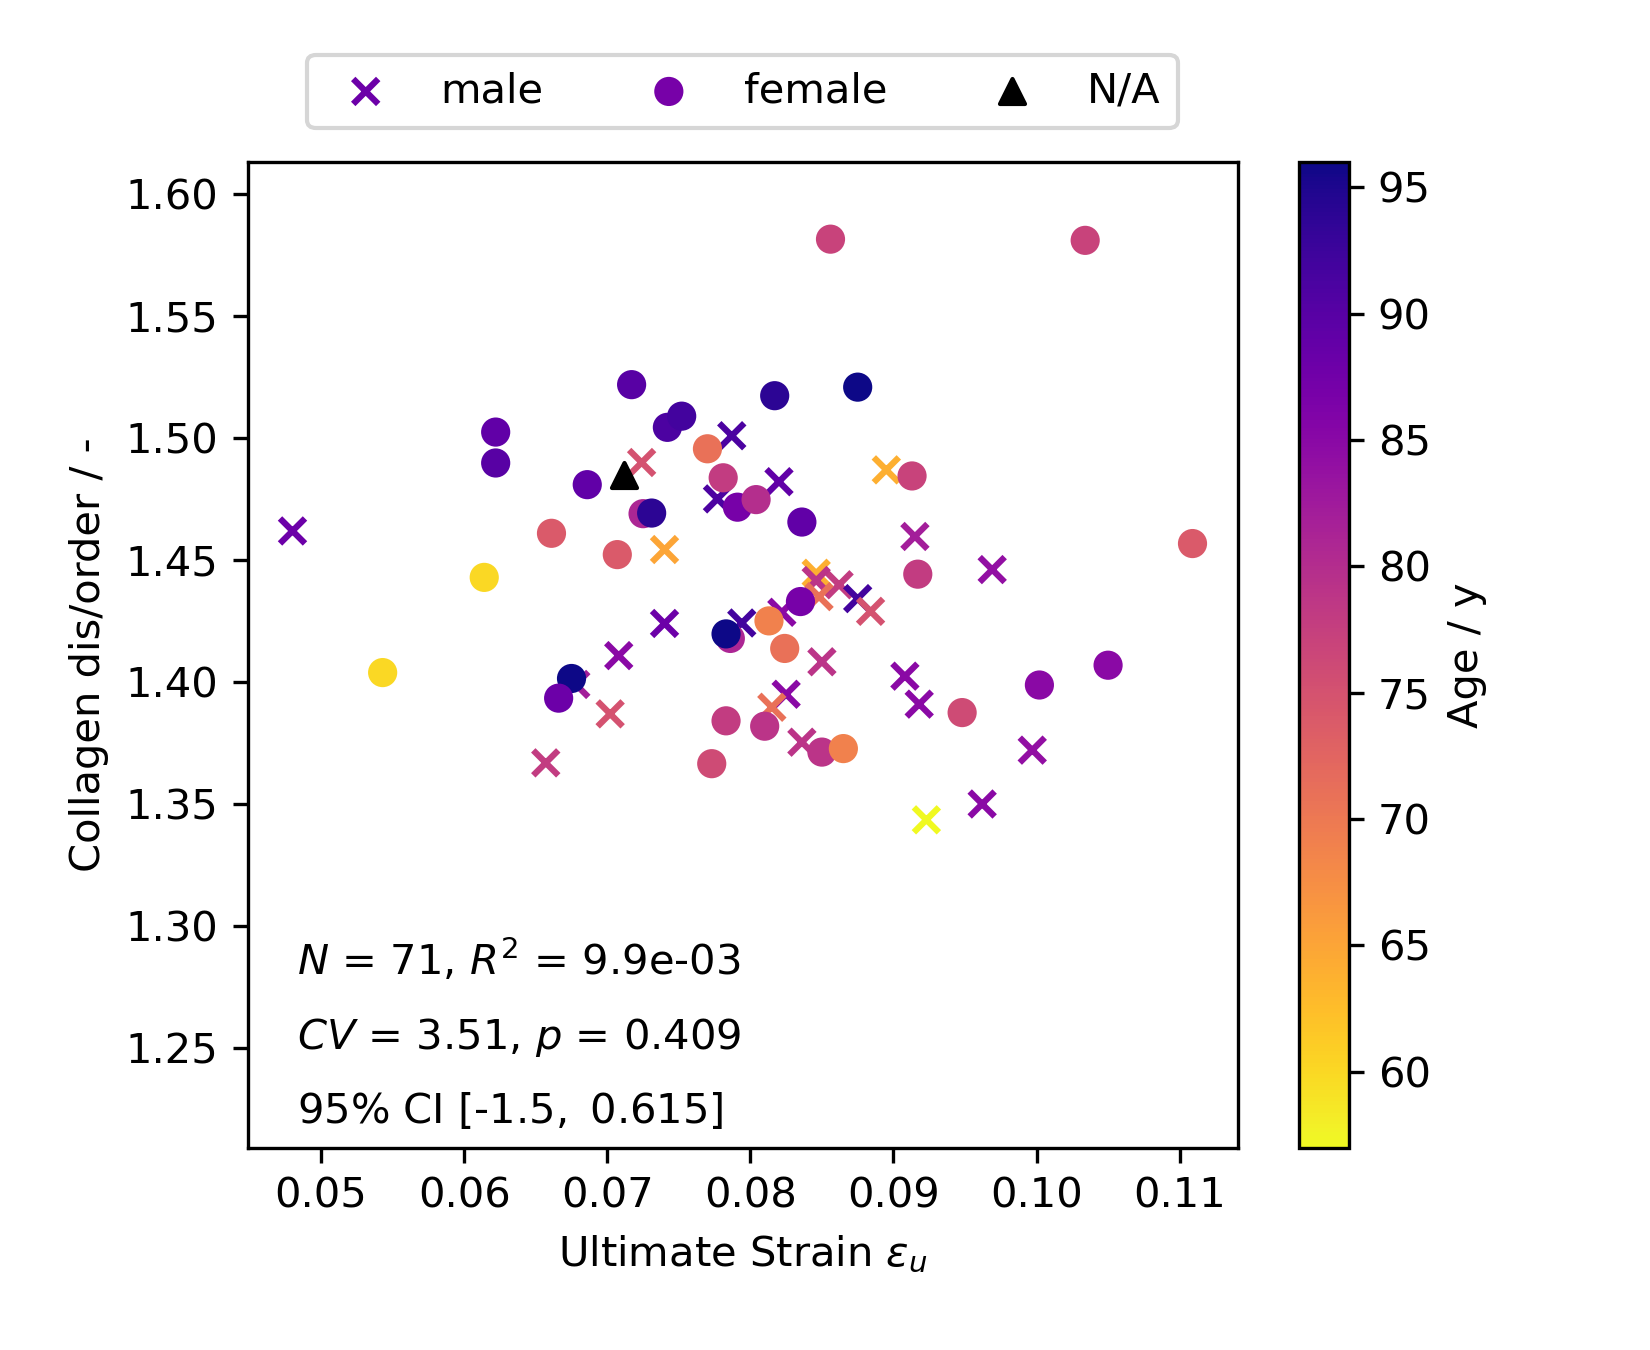 male female N/A
1.60
1.55
1.50
1.45
1.40
1.35
1.30
1.25
Collagen dis/order / -
N = 71, R² = 9.9e-03
CV = 3.51, p = 0.409
95% CI [-1.5, 0.615]
0.05 0.06 0.07 0.08 0.09 0.10 0.11
Ultimate Strain εᵤ
95
90
85
80
75
70
65
60
Age / y